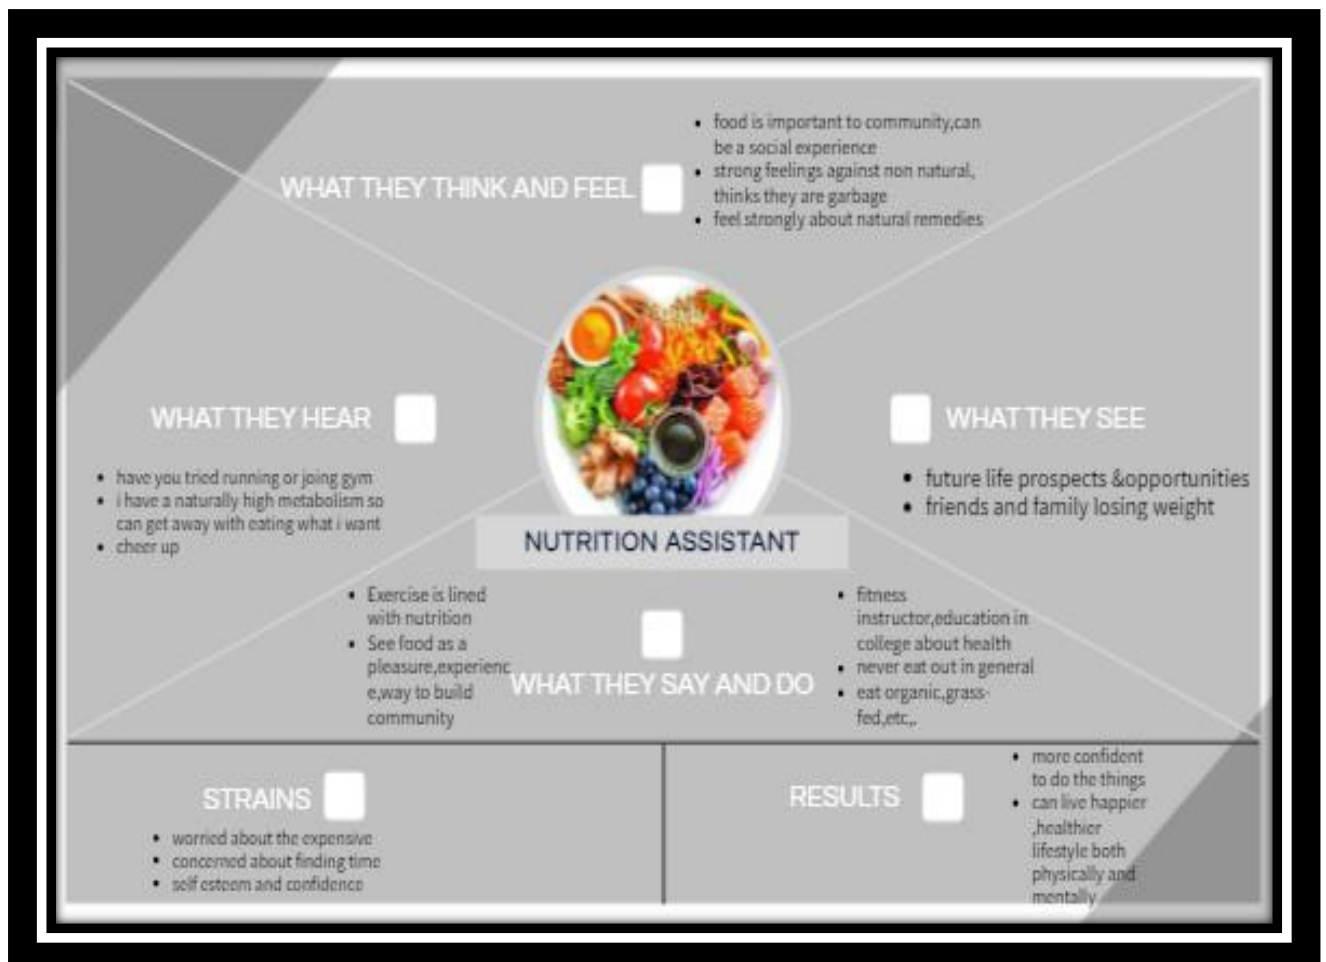 WHAT THEY THINK AND FEEL
• food is important to community,can
be a social experience
• strong feelings against non natural,
thinks they are garbage
• feel strongly about natural remedies
WHAT THEY HEAR
• have you tried running or joing gym
• i have a naturally high metabolism so
can get away with eating what i want
• cheer up
WHAT THEY SEE
• future life prospects &opportunities
• friends and family losing weight
NUTRITION ASSISTANT
• Exercise is lined
with nutrition
• See food as a
pleasure,experienc
e,way to build
community
WHAT THEY SAY AND DO
• fitness
instructor,education in
college about health
• never eat out in general
• eat organic,grass-
fed,etc,.
STRAINS
• worried about the expensive
• concerned about finding time
• self esteem and confidence
RESULTS
• more confident
to do the things
• can live happier
,healthier
lifestyle both
physically and
mentally